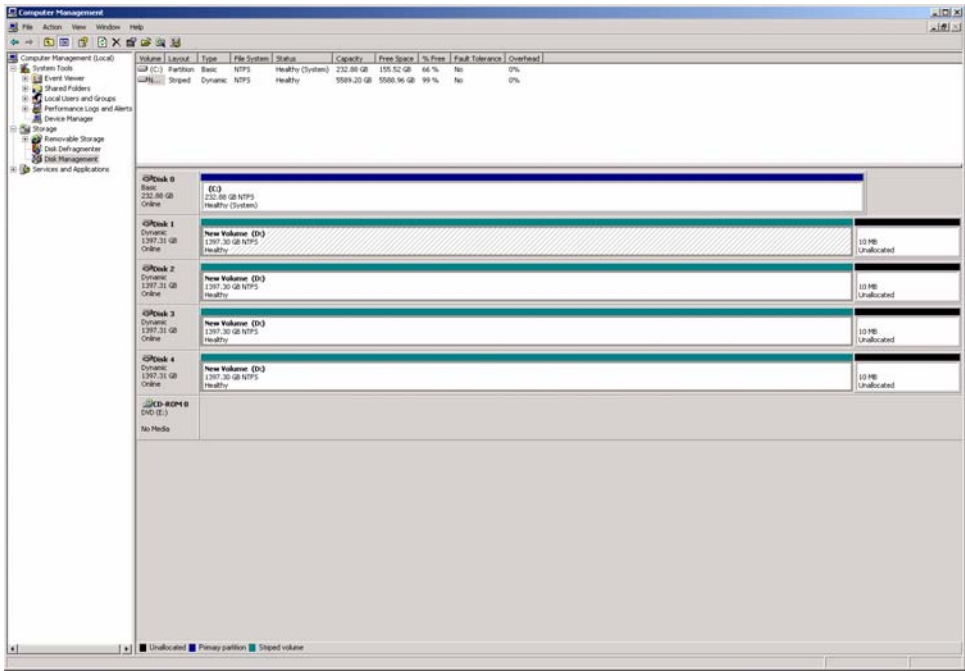 Computer Management
File Action View Window Help
Computer Management (Local)
System Tools
Event Viewer
Shared Folders
Local Users and Groups
Performance Logs and Alerts
Device Manager
Storage
Removable Storage
Disk Defragmenter
Disk Management
Services and Applications
Volume Layout Type File System Status Capacity Free Space % Free Fault Tolerance Overhead
(C:) Partition Basic NTFS Healthy (System) 232.88 GB 155.52 GB 66 % No 0%
N... Striped Dynamic NTFS Healthy 5589.20 GB 5588.96 GB 99 % No 0%
Disk 0
Basic
232.88 GB
Online
(C:)
232.88 GB NTFS
Healthy (System)
Disk 1
Dynamic
1397.31 GB
Online
New Volume (D:)
1397.30 GB NTFS
Healthy
10 MB
Unallocated
Disk 2
Dynamic
1397.31 GB
Online
New Volume (D:)
1397.30 GB NTFS
Healthy
10 MB
Unallocated
Disk 3
Dynamic
1397.31 GB
Online
New Volume (D:)
1397.30 GB NTFS
Healthy
10 MB
Unallocated
Disk 4
Dynamic
1397.31 GB
Online
New Volume (D:)
1397.30 GB NTFS
Healthy
10 MB
Unallocated
CD-ROM 0
DVD (E:)
No Media
Unallocated Primary partition Striped volume